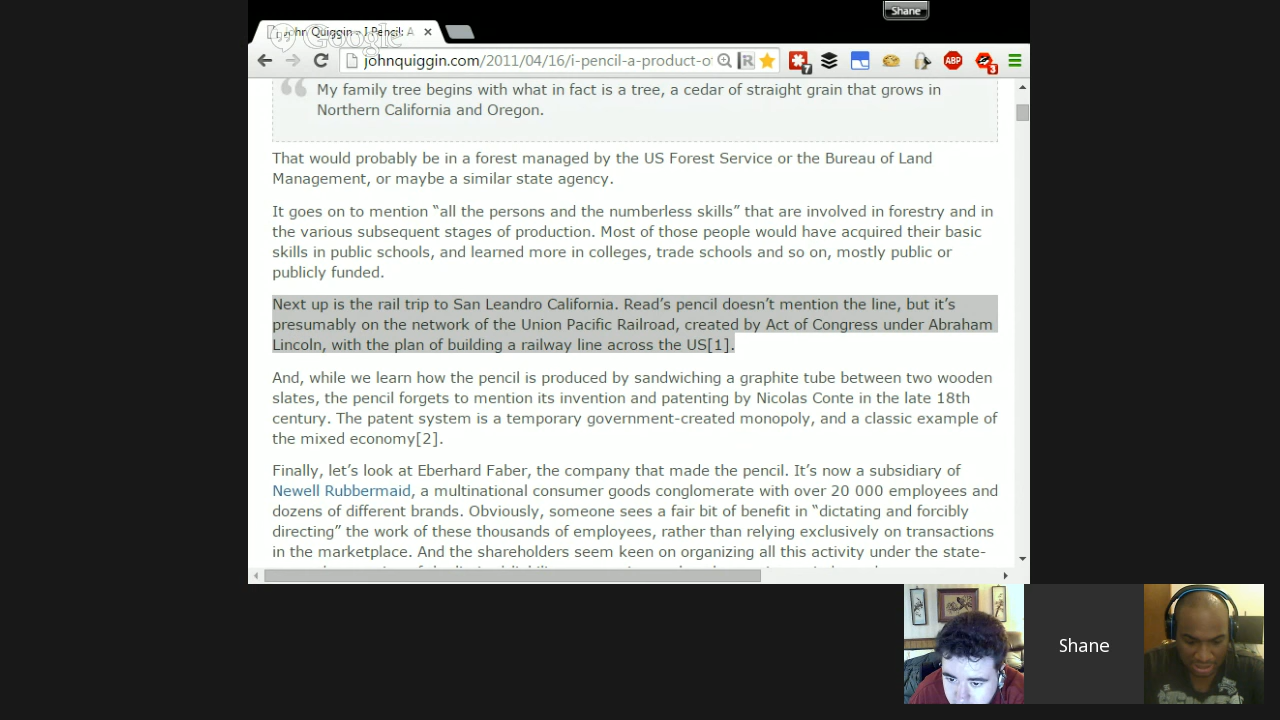 Shane
John Quiggin - I Pencil: A
Google
johnquiggin.com/2011/04/16/i-pencil-a-product-o
ABP
7
3
My family tree begins with what in fact is a tree, a cedar of straight grain that grows in
Northern California and Oregon.
That would probably be in a forest managed by the US Forest Service or the Bureau of Land
Management, or maybe a similar state agency.
It goes on to mention “all the persons and the numberless skills” that are involved in forestry and in
the various subsequent stages of production. Most of those people would have acquired their basic
skills in public schools, and learned more in colleges, trade schools and so on, mostly public or
publicly funded.
Next up is the rail trip to San Leandro California. Read’s pencil doesn’t mention the line, but it’s
presumably on the network of the Union Pacific Railroad, created by Act of Congress under Abraham
Lincoln, with the plan of building a railway line across the US[1].
And, while we learn how the pencil is produced by sandwiching a graphite tube between two wooden
slates, the pencil forgets to mention its invention and patenting by Nicolas Conte in the late 18th
century. The patent system is a temporary government-created monopoly, and a classic example of
the mixed economy[2].
Finally, let’s look at Eberhard Faber, the company that made the pencil. It’s now a subsidiary of
Newell Rubbermaid, a multinational consumer goods conglomerate with over 20 000 employees and
dozens of different brands. Obviously, someone sees a fair bit of benefit in “dictating and forcibly
directing” the work of these thousands of employees, rather than relying exclusively on transactions
in the marketplace. And the shareholders seem keen on organizing all this activity under the state-
Shane